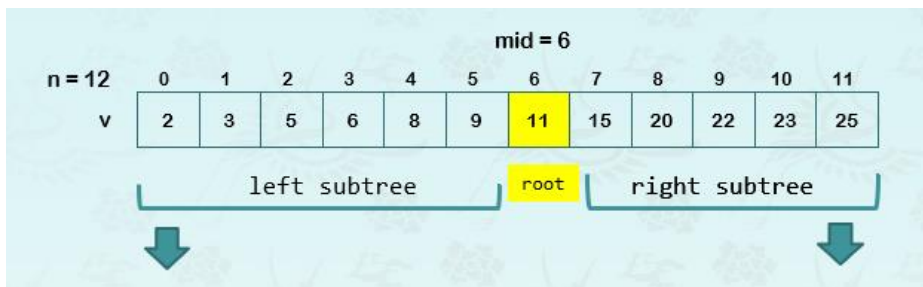 mid = 6
n = 12 0 1 2 3 4 5 6 7 8 9 10 11
v 2 3 5 6 8 9 11 15 20 22 23 25
left subtree root right subtree